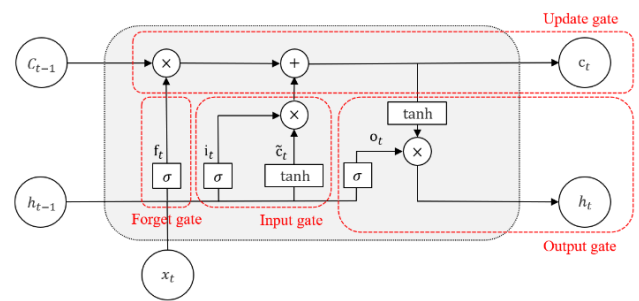 Update gate
C_{t-1}
×
+
c_t
tanh
f_t
i_t
×
c̃_t
o_t
×
σ
σ
tanh
σ
h_{t-1}
h_t
Forget gate
Input gate
Output gate
x_t